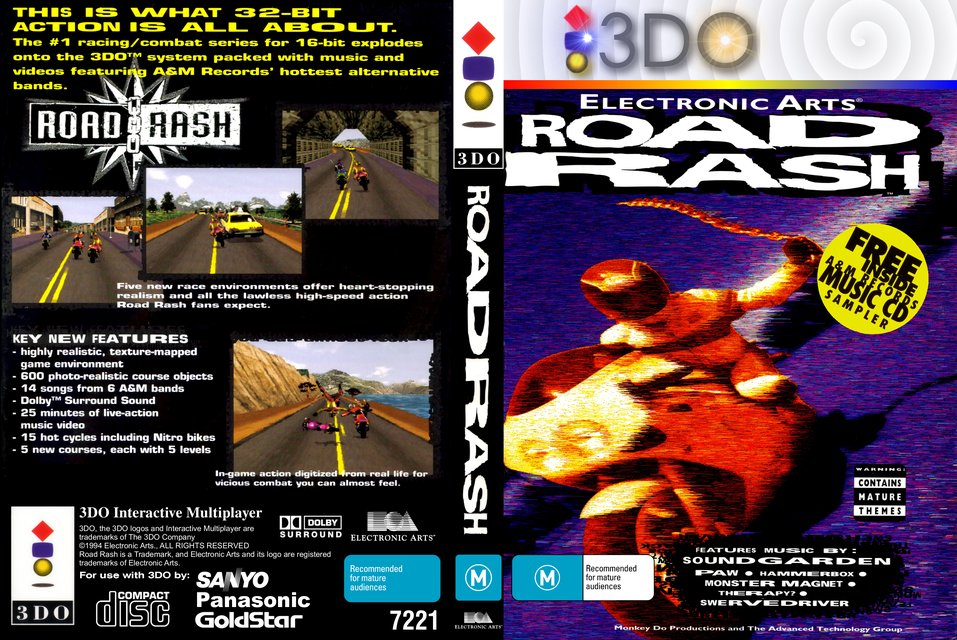 THIS IS WHAT 32-BIT
ACTION IS ALL ABOUT.
The #1 racing/combat series for 16-bit explodes
onto the 3DO™ system packed with music and
videos featuring A&M Records' hottest alternative
bands.
ROAD RASH
Five new race environments offer heart-stopping
realism and all the lawless high-speed action
Road Rash fans expect.
KEY NEW FEATURES
- highly realistic, texture-mapped
game environment
- 600 photo-realistic course objects
- 14 songs from 6 A&M bands
- Dolby™ Surround Sound
- 25 minutes of live-action
music video
- 15 hot cycles including Nitro bikes
- 5 new courses, each with 5 levels
In-game action digitized from real life for
vicious combat you can almost feel.
3DO
3DO Interactive Multiplayer
3DO, the 3DO logos and Interactive Multiplayer are
trademarks of The 3DO Company
©1994 Electronic Arts., ALL RIGHTS RESERVED
Road Rash is a Trademark, and Electronic Arts and its logo are registered
trademarks of Electronic Arts.
For use with 3DO by:
COMPACT
disc
SANYO
Panasonic
GoldStar
DOLBY
SURROUND
ELECTRONIC ARTS®
Recommended
for mature
audiences
7221
3DO
ROAD RASH
M
ELECTRONIC ARTS®
3DO
ELECTRONIC ARTS®
ROAD
RASH™
FREE
INSIDE
A&M RECORDS
MUSIC CD
SAMPLER
WARNING:
CONTAINS
MATURE
THEMES
M
Recommended
for mature
audiences
FEATURES MUSIC BY:
SOUNDGARDEN
PAW • HAMMERBOX •
MONSTER MAGNET •
THERAPY? •
SWERVEDRIVER
Monkey Do Productions and The Advanced Technology Group